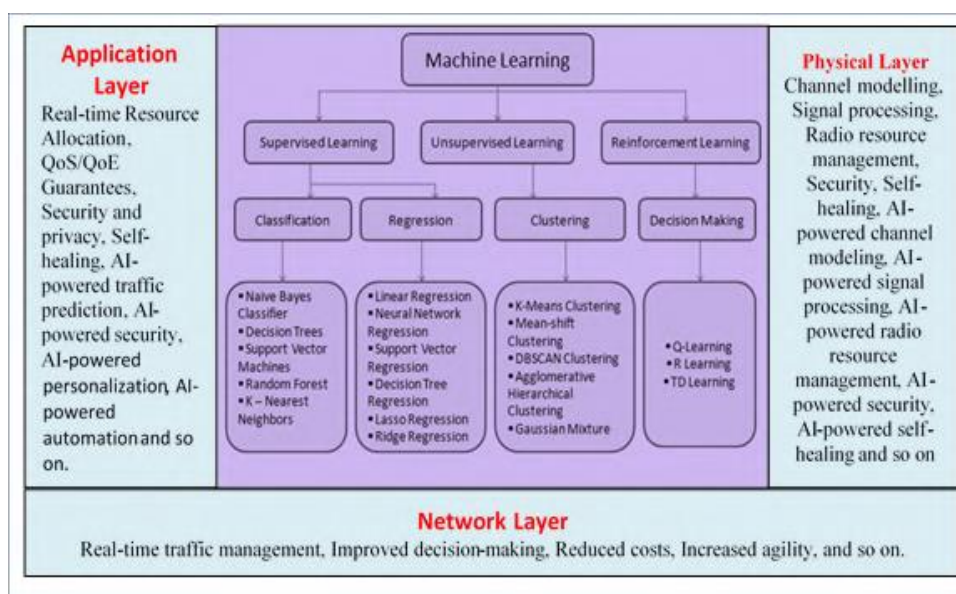 Application
Layer
Real-time Resource
Allocation,
QoS/QoE
Guarantees,
Security and
privacy, Self-
healing, AI-
powered traffic
prediction, AI-
powered security,
AI-powered
personalization, AI-
powered
automation and so
on.
Machine Learning
Supervised Learning
Unsupervised Learning
Reinforcement Learning
Classification
Regression
Clustering
Decision Making
▪ Naive Bayes
Classifier
▪ Decision Trees
▪ Support Vector
Machines
▪ Random Forest
▪ K – Nearest
Neighbors
▪ Linear Regression
▪ Neural Network
Regression
▪ Support Vector
Regression
▪ Decision Tree
Regression
▪ Lasso Regression
▪ Ridge Regression
▪ K-Means Clustering
▪ Mean-shift
Clustering
▪ DBSCAN Clustering
▪ Agglomerative
Hierarchical
Clustering
▪ Gaussian Mixture
▪ Q-Learning
▪ R Learning
▪ TD Learning
Physical Layer
Channel modelling,
Signal processing,
Radio resource
management,
Security, Self-
healing, AI-
powered channel
modeling, AI-
powered signal
processing, AI-
powered radio
resource
management, AI-
powered security,
AI-powered self-
healing and so on
Network Layer
Real-time traffic management, Improved decision-making, Reduced costs, Increased agility, and so on.